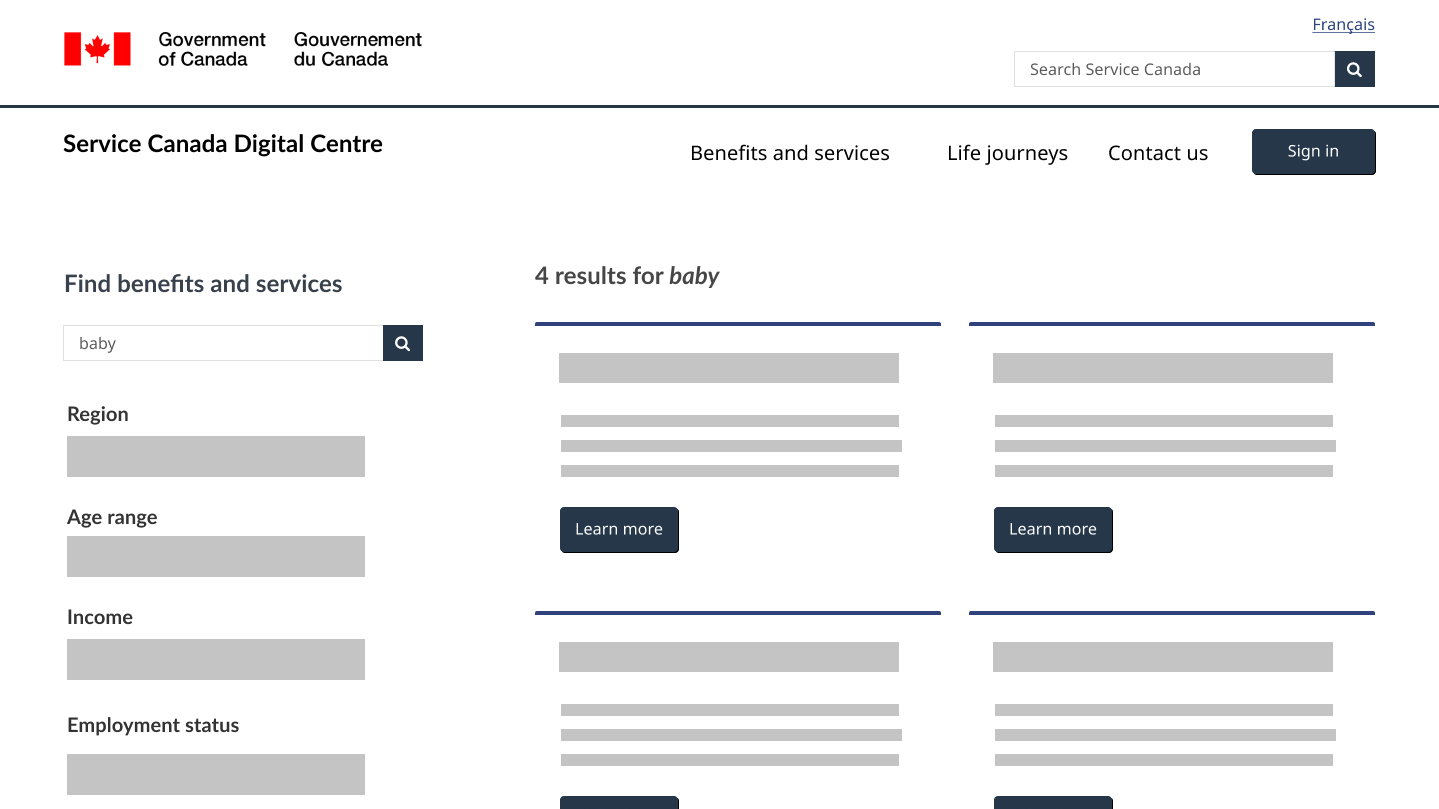 Français
Government
of Canada
Gouvernement
du Canada
Search Service Canada
Service Canada Digital Centre
Benefits and services
Life journeys
Contact us
Sign in
Find benefits and services
baby
Region
Age range
Income
Employment status
4 results for baby
Learn more
Learn more